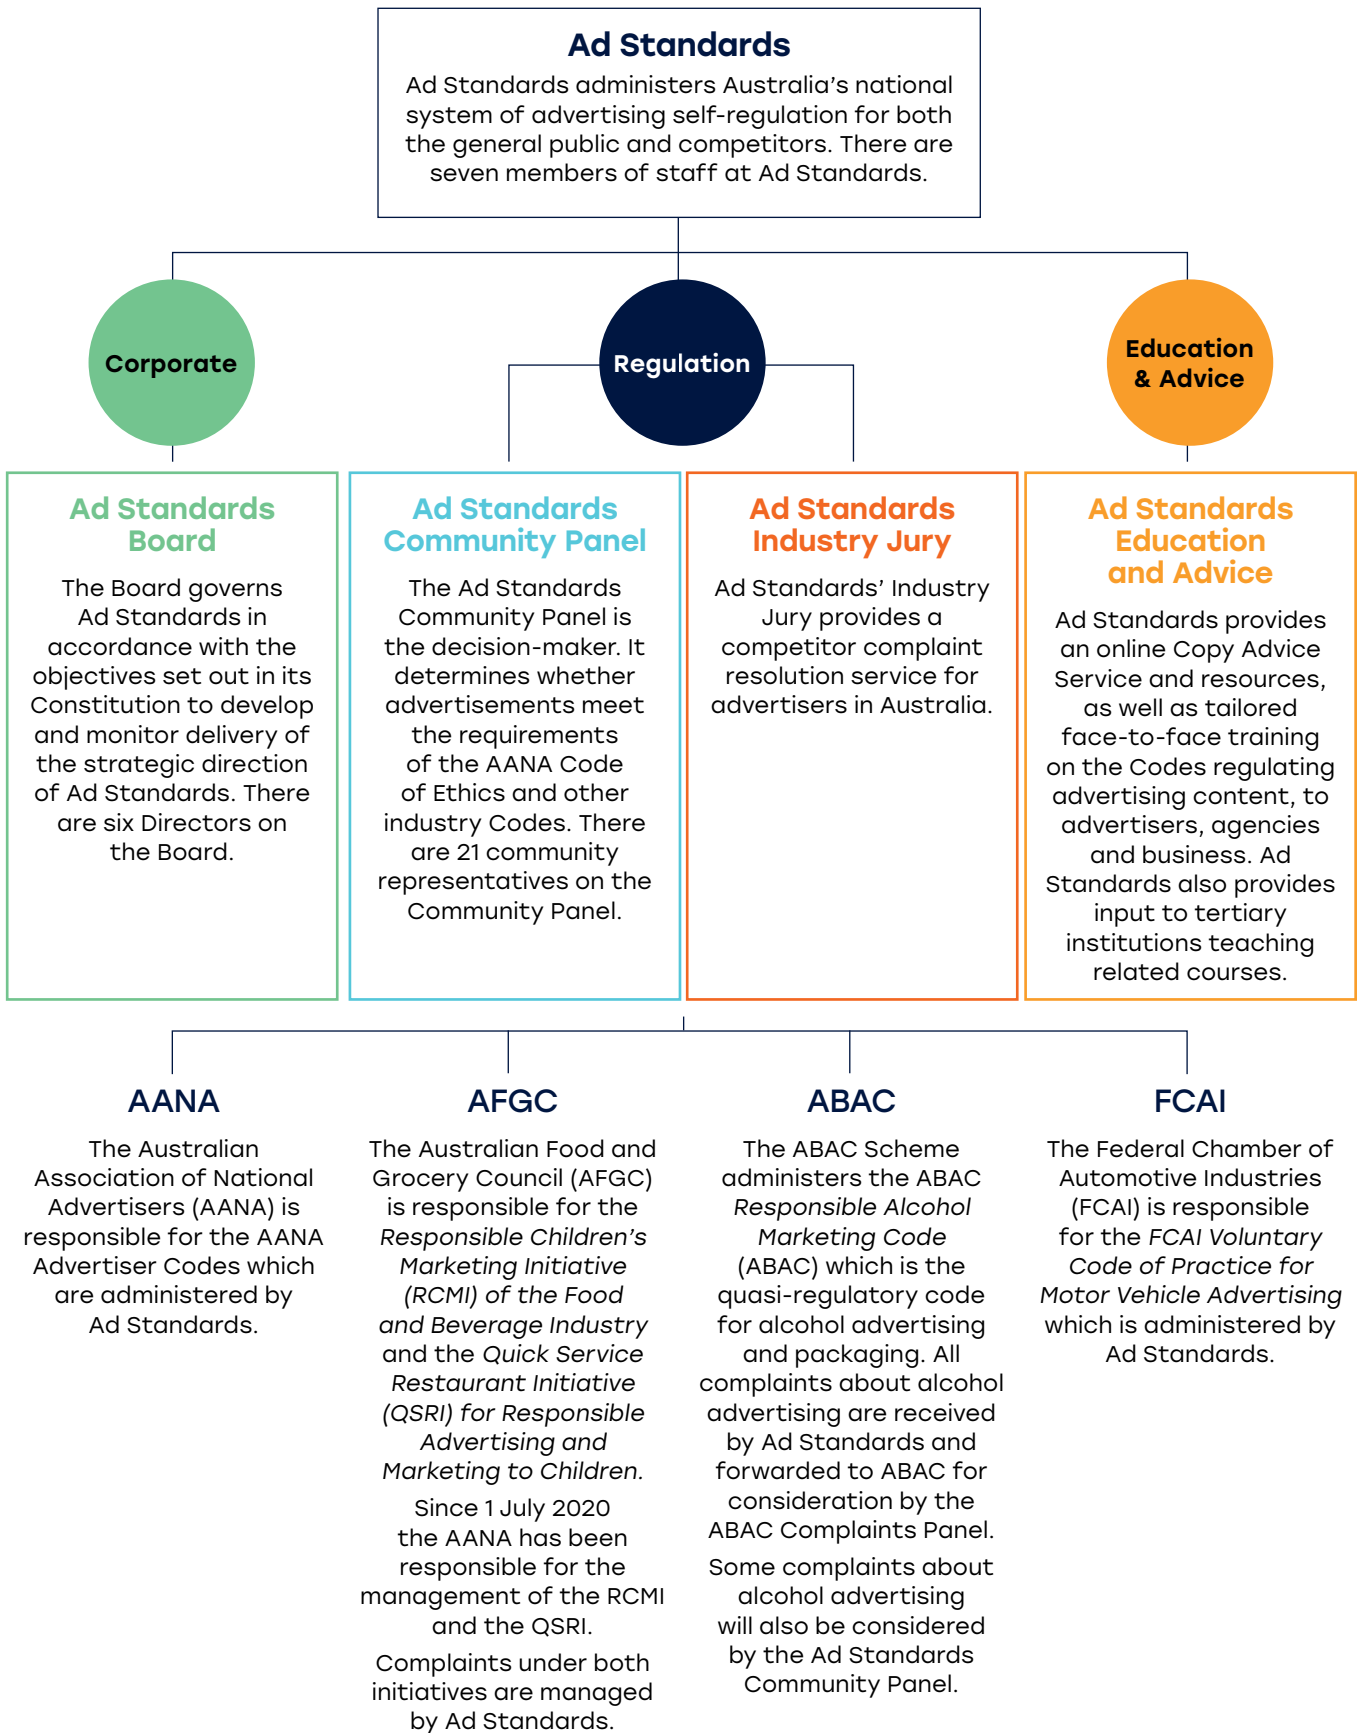 Ad Standards
Ad Standards administers Australia's national
system of advertising self-regulation for both
the general public and competitors. There are
seven members of staff at Ad Standards.
Corporate
Regulation
Education
& Advice
Ad Standards
Board
The Board governs
Ad Standards in
accordance with the
objectives set out in its
Constitution to develop
and monitor delivery of
the strategic direction
of Ad Standards. There
are six Directors on
the Board.
Ad Standards
Community Panel
The Ad Standards
Community Panel is
the decision-maker. It
determines whether
advertisements meet
the requirements
of the AANA Code
of Ethics and other
industry Codes. There
are 21 community
representatives on the
Community Panel.
Ad Standards
Industry Jury
Ad Standards' Industry
Jury provides a
competitor complaint
resolution service for
advertisers in Australia.
Ad Standards
Education
and Advice
Ad Standards provides
an online Copy Advice
Service and resources,
as well as tailored
face-to-face training
on the Codes regulating
advertising content, to
advertisers, agencies
and business. Ad
Standards also provides
input to tertiary
institutions teaching
related courses.
AANA
The Australian
Association of National
Advertisers (AANA) is
responsible for the AANA
Advertiser Codes which
are administered by
Ad Standards.
AFGC
The Australian Food and
Grocery Council (AFGC)
is responsible for the
Responsible Children's
Marketing Initiative
(RCMI) of the Food
and Beverage Industry
and the Quick Service
Restaurant Initiative
(QSRI) for Responsible
Advertising and
Marketing to Children.
Since 1 July 2020
the AANA has been
responsible for the
management of the RCMI
and the QSRI.
Complaints under both
initiatives are managed
by Ad Standards.
ABAC
The ABAC Scheme
administers the ABAC
Responsible Alcohol
Marketing Code
(ABAC) which is the
quasi-regulatory code
for alcohol advertising
and packaging. All
complaints about alcohol
advertising are received
by Ad Standards and
forwarded to ABAC for
consideration by the
ABAC Complaints Panel.
Some complaints about
alcohol advertising
will also be considered
by the Ad Standards
Community Panel.
FCAI
The Federal Chamber of
Automotive Industries
(FCAI) is responsible
for the FCAI Voluntary
Code of Practice for
Motor Vehicle Advertising
which is administered by
Ad Standards.